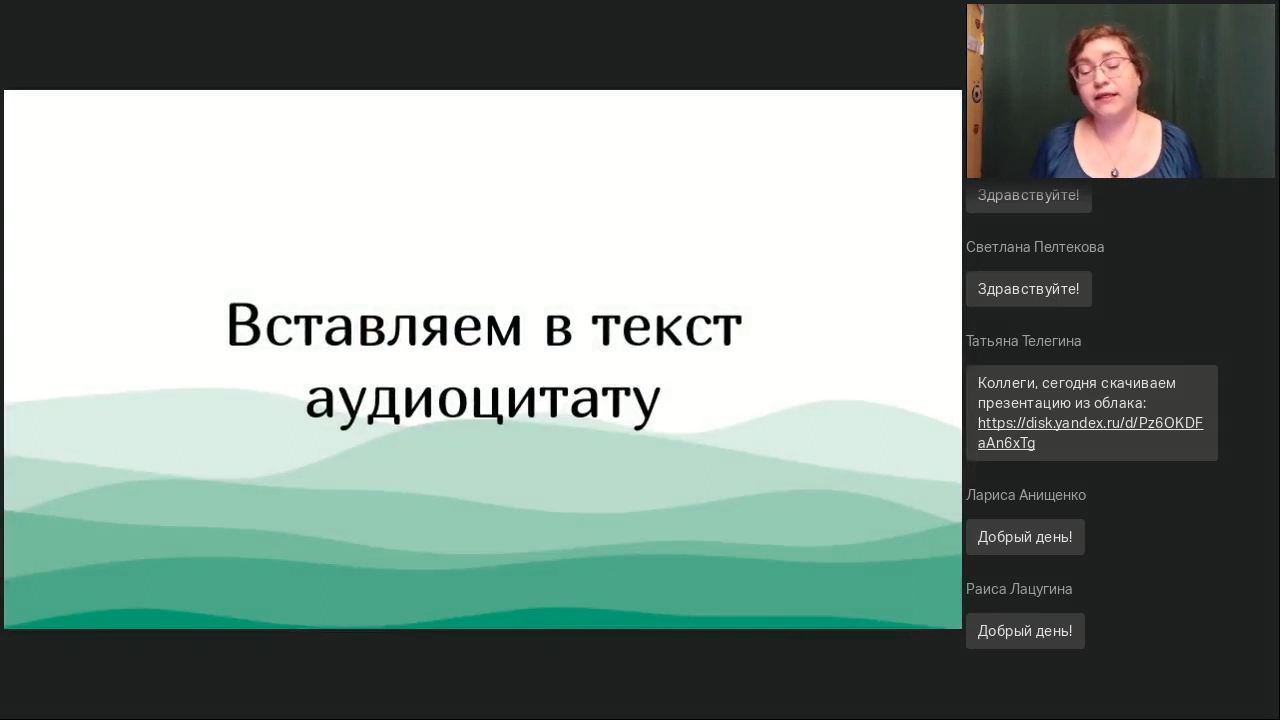 Вставляем в текст
аудиоцитату
Здравствуйте!
Светлана Пелтекова
Здравствуйте!
Татьяна Телегина
Коллеги, сегодня скачиваем
презентацию из облака:
https://disk.yandex.ru/d/Pz6OKDF
aAn6xTg
Лариса Анищенко
Добрый день!
Раиса Лацугина
Добрый день!